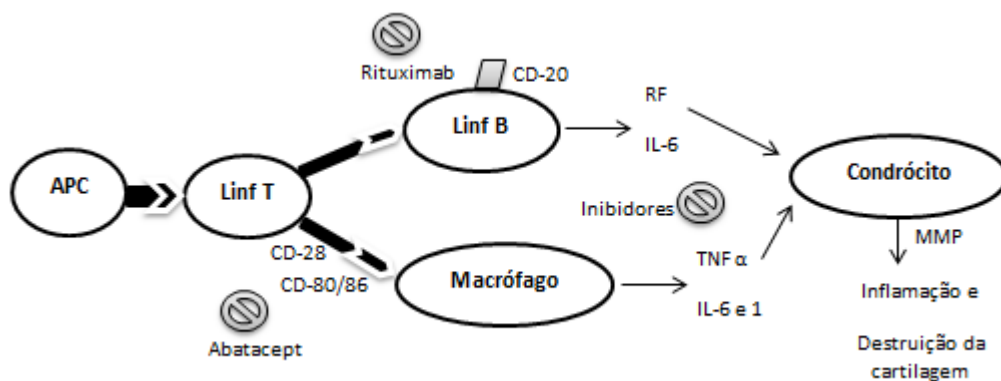 Rituximab
CD-20
Linf B
RF
IL-6
APC
Linf T
Condrócito
Inibidores
CD-28
CD-80/86
Macrófago
TNF α
IL-6 e 1
MMP
Abatacept
Inflamação e
Destruição da
cartilagem